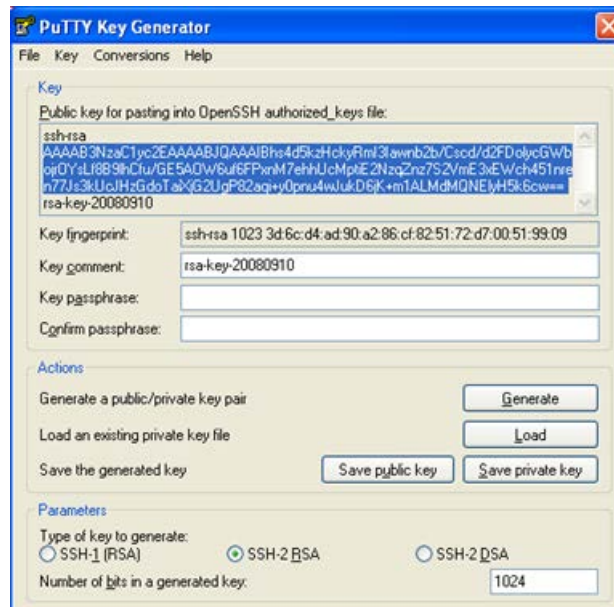 PuTTY Key Generator
File Key Conversions Help
Key
Public key for pasting into OpenSSH authorized_keys file:
ssh-rsa
rsa-key-20080910
Key fingerprint: ssh-rsa 1023 3d:6c:d4:ad:90:a2:86:cf:82:51:72:d7:00:51:99:09
Key comment: rsa-key-20080910
Key passphrase:
Confirm passphrase:
Actions
Generate a public/private key pair Generate
Load an existing private key file Load
Save the generated key Save public key Save private key
Parameters
Type of key to generate:
SSH-1 (RSA) SSH-2 RSA SSH-2 DSA
Number of bits in a generated key: 1024